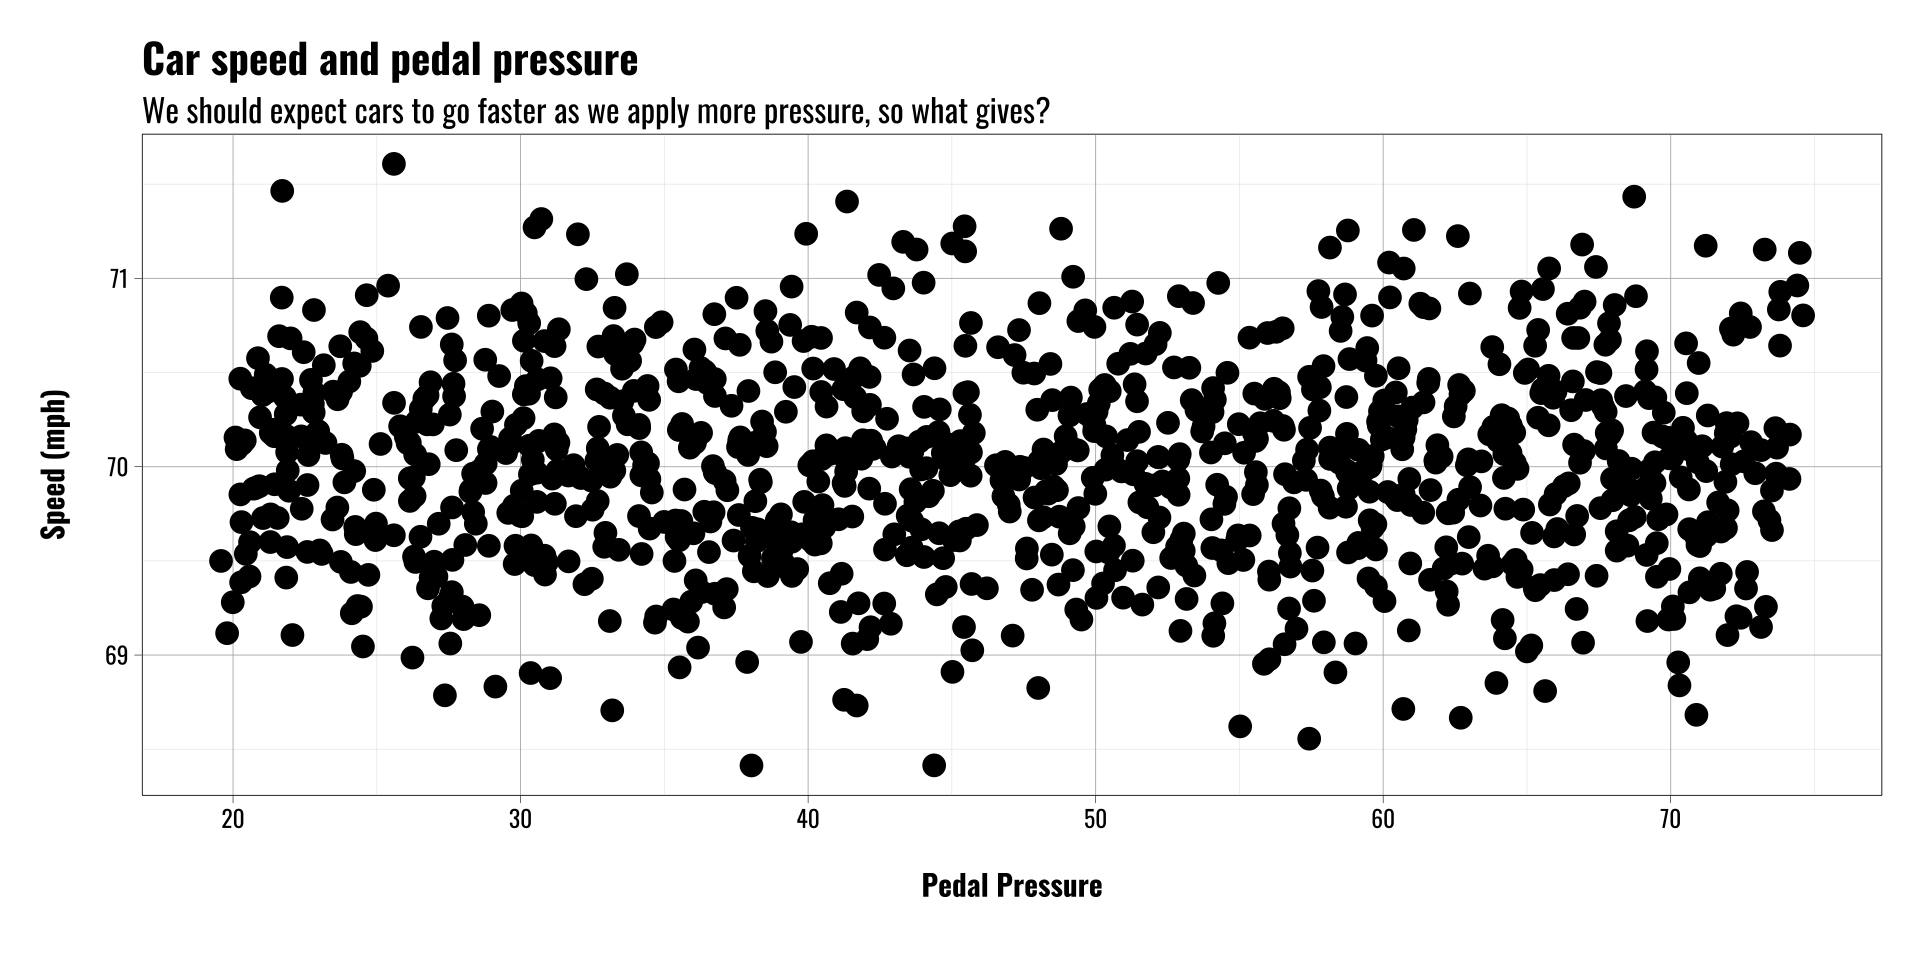 Car speed and pedal pressure
We should expect cars to go faster as we apply more pressure, so what gives?
Speed (mph)
71
70
69
20 30 40 50 60 70
Pedal Pressure